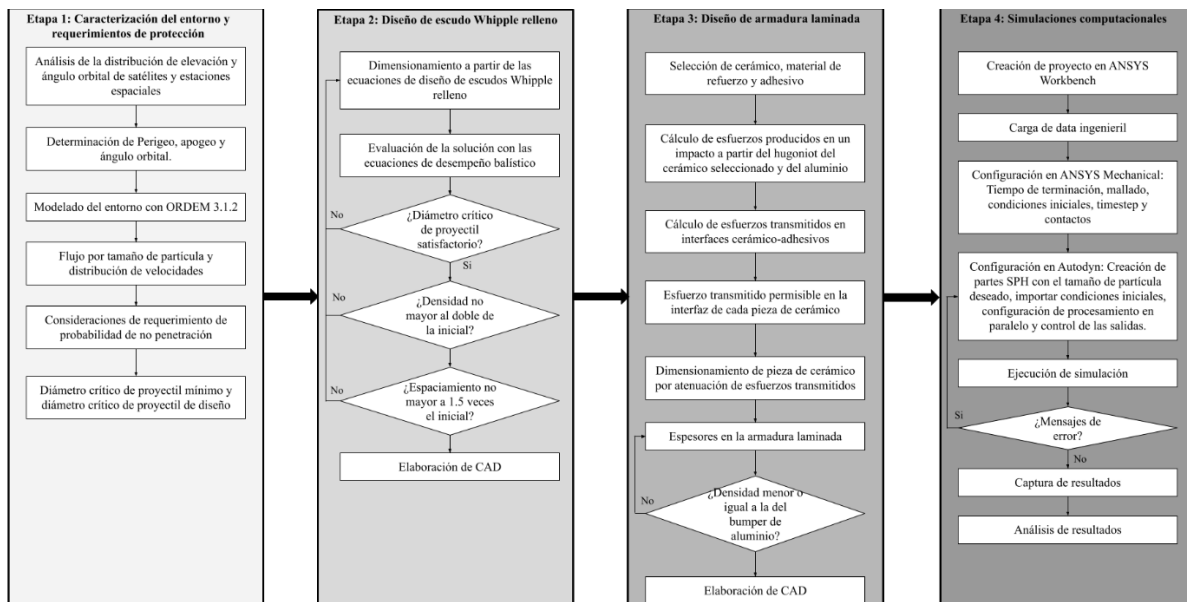 Etapa 1: Caracterización del entorno y
requerimientos de protección
Análisis de la distribución de elevación y
ángulo orbital de satélites y estaciones
espaciales
Determinación de Perigeo, apogeo y
ángulo orbital.
Modelado del entorno con ORDEM 3.1.2
Flujo por tamaño de partícula y
distribución de velocidades
Consideraciones de requerimiento de
probabilidad de no penetración
Diámetro crítico de proyectil mínimo y
diámetro crítico de proyectil de diseño
Etapa 2: Diseño de escudo Whipple relleno
Dimensionamiento a partir de las
ecuaciones de diseño de escudos Whipple
relleno
Evaluación de la solución con las
ecuaciones de desempeño balístico
No
¿Diámetro crítico
de proyectil
satisfactorio?
Si
No
¿Densidad no
mayor al doble de
la inicial?
No
¿Espaciamiento no
mayor a 1.5 veces
el inicial?
Elaboración de CAD
Etapa 3: Diseño de armadura laminada
Selección de cerámico, material de
refuerzo y adhesivo
Cálculo de esfuerzos producidos en un
impacto a partir del hugoniot del
cerámico seleccionado y del aluminio
Cálculo de esfuerzos transmitidos en
interfaces cerámico-adhesivos
Esfuerzo transmitido permisible en la
interfaz de cada pieza de cerámico
Dimensionamiento de pieza de cerámico
por atenuación de esfuerzos transmitidos
Espesores en la armadura laminada
No
¿Densidad menor o
igual a la del
bumper de
aluminio?
Elaboración de CAD
Etapa 4: Simulaciones computacionales
Creación de proyecto en ANSYS
Workbench
Carga de data ingenieril
Configuración en ANSYS Mechanical:
Tiempo de terminación, mallado,
condiciones iniciales, timestep y
contactos
Configuración en Autodyn: Creación de
partes SPH con el tamaño de partícula
deseado, importar condiciones iniciales,
configuración de procesamiento en
paralelo y control de las salidas.
Ejecución de simulación
Si
¿Mensajes de
error?
No
Captura de resultados
Análisis de resultados